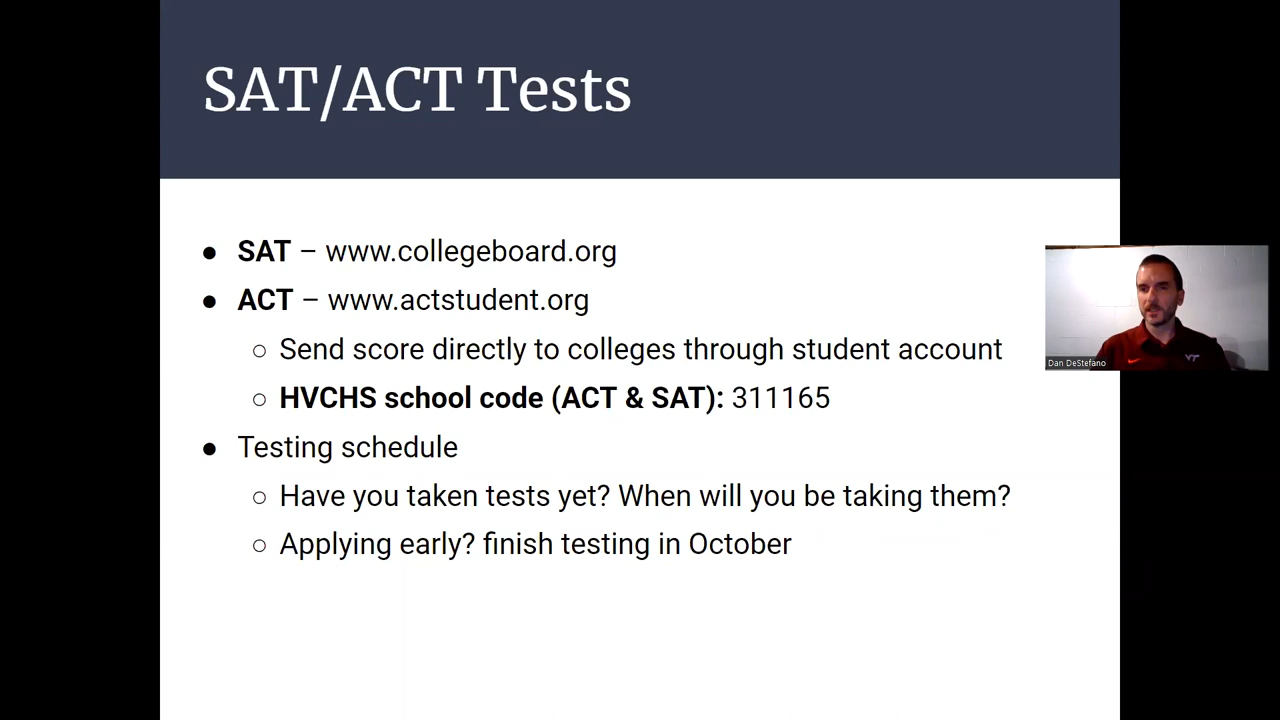 SAT/ACT Tests
● SAT – www.collegeboard.org
● ACT – www.actstudent.org
○ Send score directly to colleges through student account
○ HVCHS school code (ACT & SAT): 311165
● Testing schedule
○ Have you taken tests yet? When will you be taking them?
○ Applying early? finish testing in October
VT
Dan DeStefano